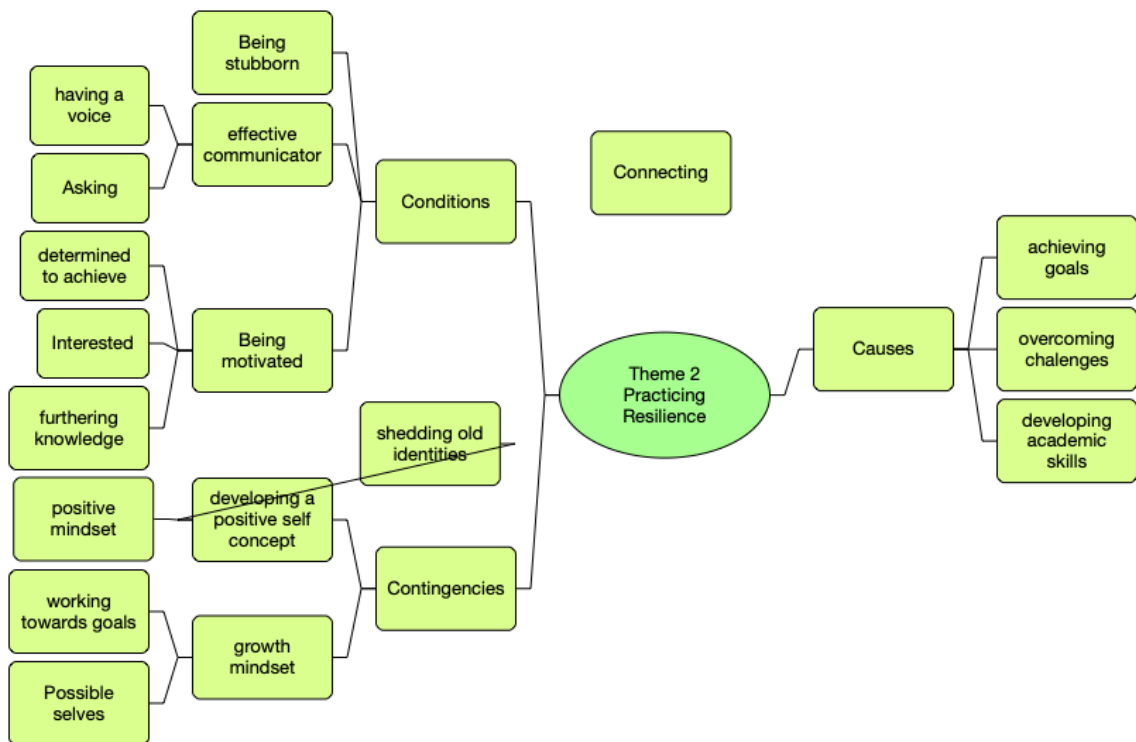 Being
stubborn
having a
voice
effective
communicator
Asking
Conditions
Connecting
determined
to achieve
Interested
Being
motivated
furthering
knowledge
Theme 2
Practicing
Resilience
Causes
achieving
goals
overcoming
chalenges
developing
academic
skills
shedding old
identities
positive
mindset
developing a
positive self
concept
Contingencies
working
towards goals
growth
mindset
Possible
selves